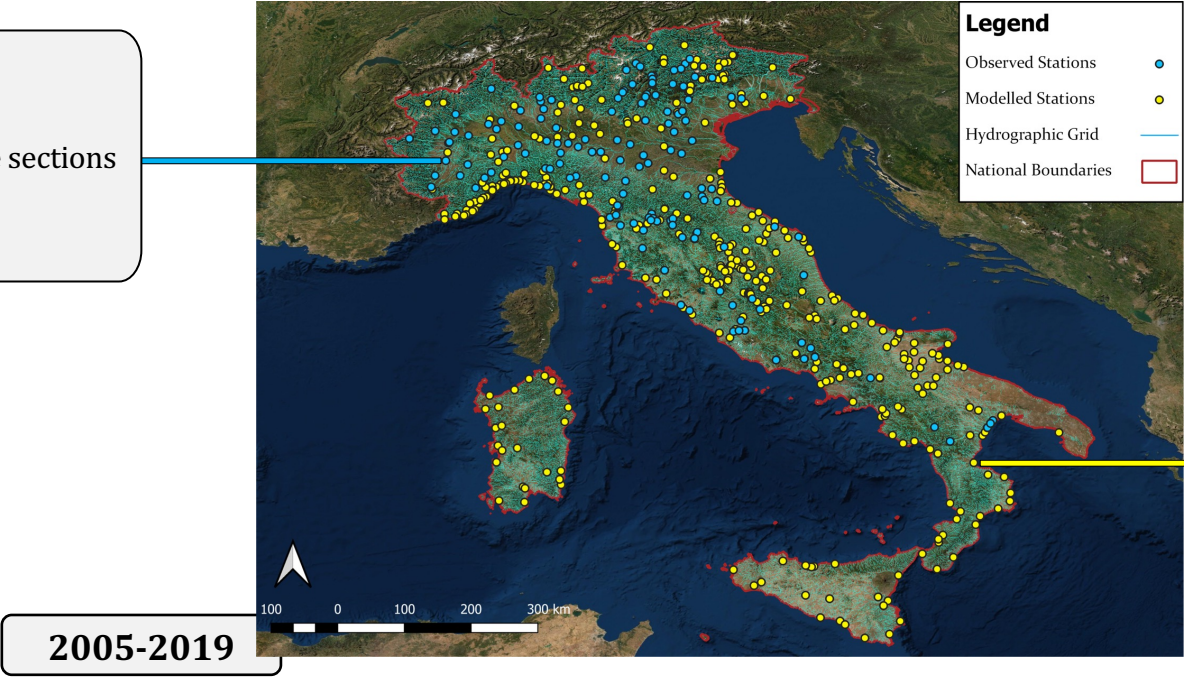 sections
Legend
Observed Stations
Modelled Stations
Hydrographic Grid
National Boundaries
100 0 100 200 300 km
2005-2019